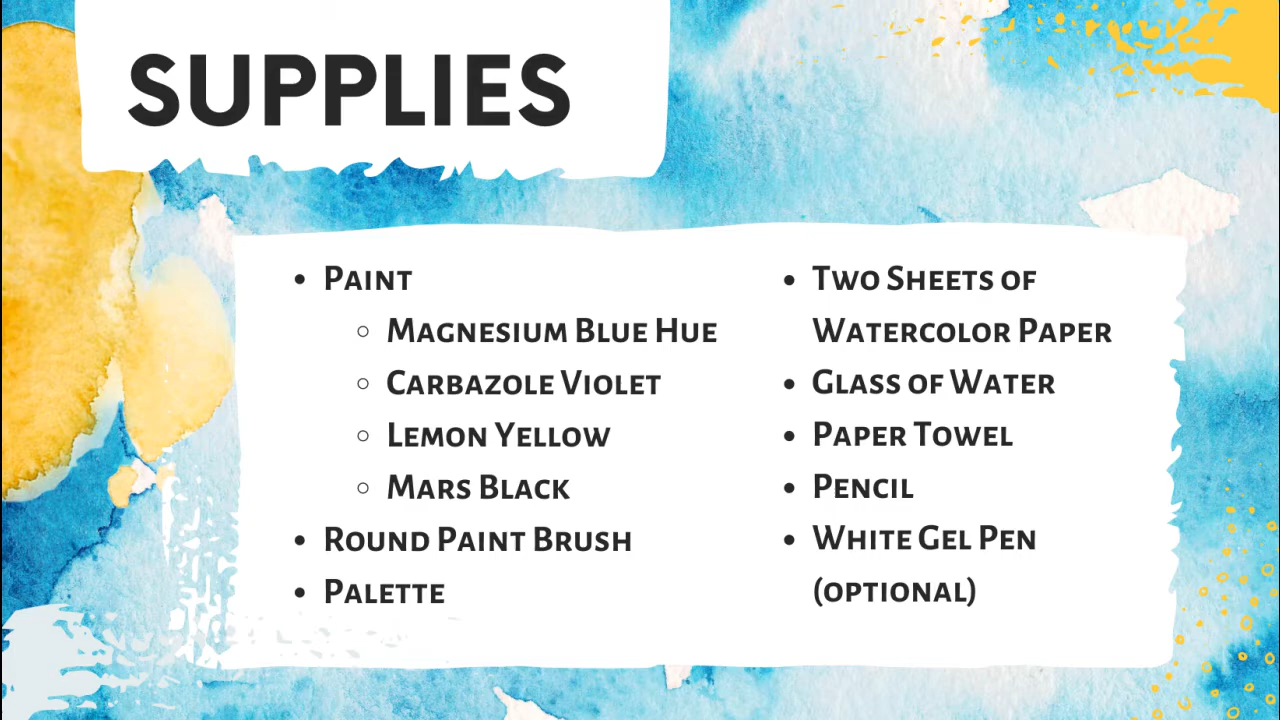 SUPPLIES
• Paint
◦ Magnesium Blue Hue
◦ Carbazole Violet
◦ Lemon Yellow
◦ Mars Black
• Round Paint Brush
• Palette
• Two Sheets of
Watercolor Paper
• Glass of Water
• Paper Towel
• Pencil
• White Gel Pen
(optional)